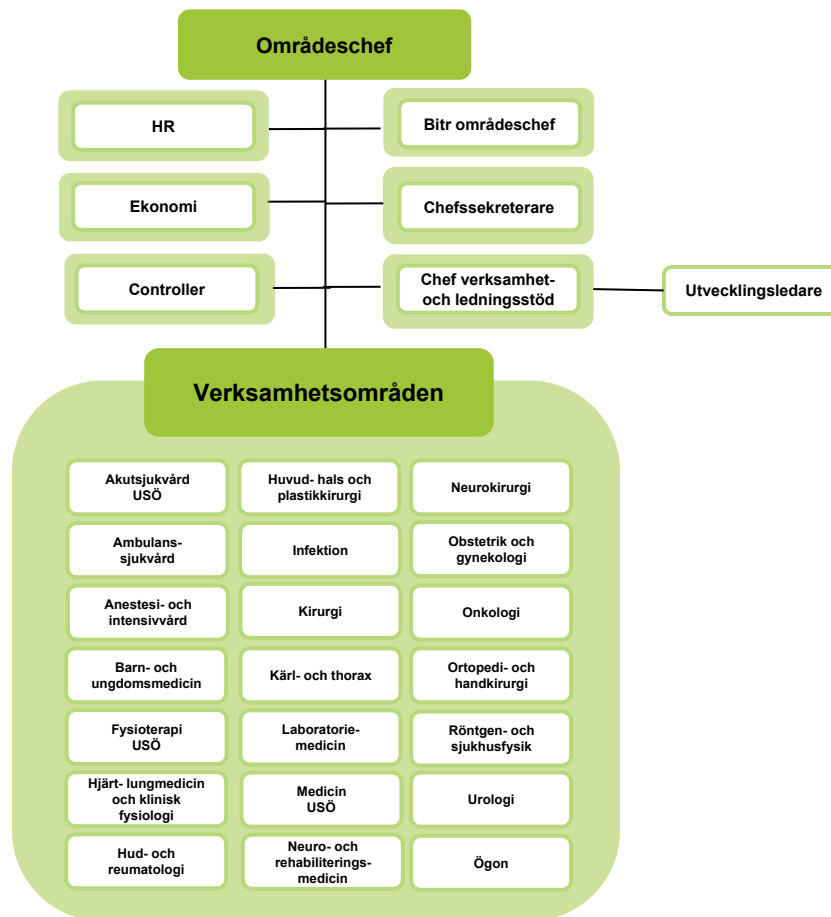 Områdeschef
HR
Bitr områdeschef
Ekonomi
Chefssekreterare
Controller
Chef verksamhet-
och ledningsstöd
Utvecklingsledare
Verksamhetsområden
Akutsjukvård
USÖ
Huvud- hals och
plastikkirurgi
Neurokirurgi
Ambulans-
sjukvård
Infektion
Obstetrik och
gynekologi
Anestesi- och
intensivvård
Kirurgi
Onkologi
Barn- och
ungdomsmedicin
Kärl- och thorax
Ortopedi- och
handkirurgi
Fysioterapi
USÖ
Laboratorie-
medicin
Röntgen- och
sjukhusfysik
Hjärt- lungmedicin
och klinisk
fysiologi
Medicin
USÖ
Urologi
Hud- och
reumatologi
Neuro- och
rehabiliterings-
medicin
Ögon